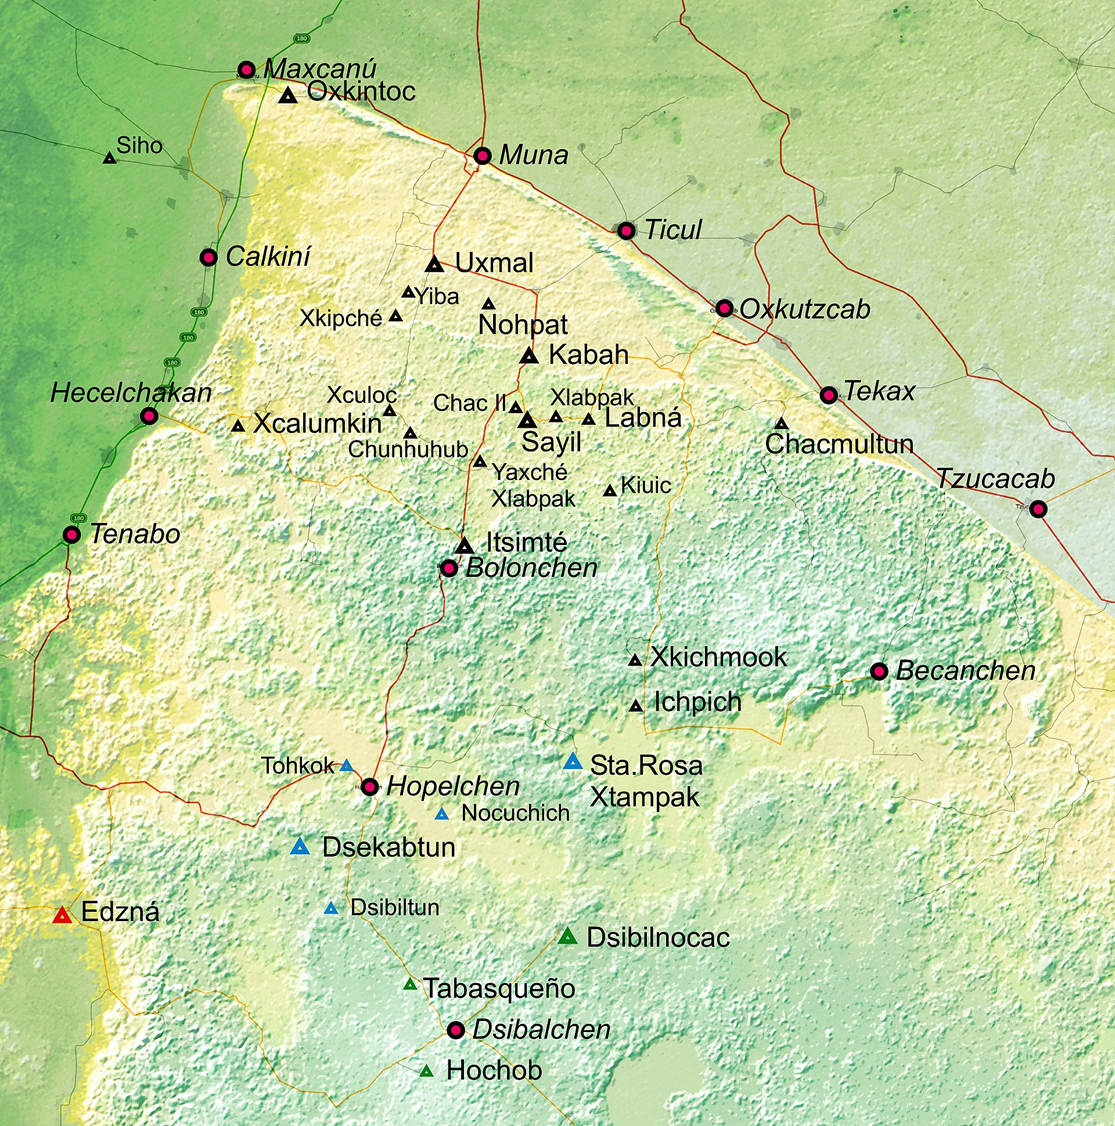 180
Maxcanú
Oxkintoc
Siho
Muna
Ticul
Calkiní
Uxmal
Yiba
Xkipché
Nohpat
Oxkutzcab
180
180
180
Kabah
Hecelchakan
Xculoc
Chac II
Xlabpak
Tekax
Xcalumkin
Labná
Chunhuhub
Sayil
Chacmultun
Yaxché
Xlabpak
Kiuic
Tzucacab
180
Tenabo
Itsimté
Bolonchen
Xkichmook
Becanchen
Ichpich
Tohkok
Sta.Rosa
Xtampak
Hopelchen
Nocuchich
Dsekabtun
Edzná
Dsibiltun
Dsibilnocac
Tabasqueño
Dsibalchen
Hochob